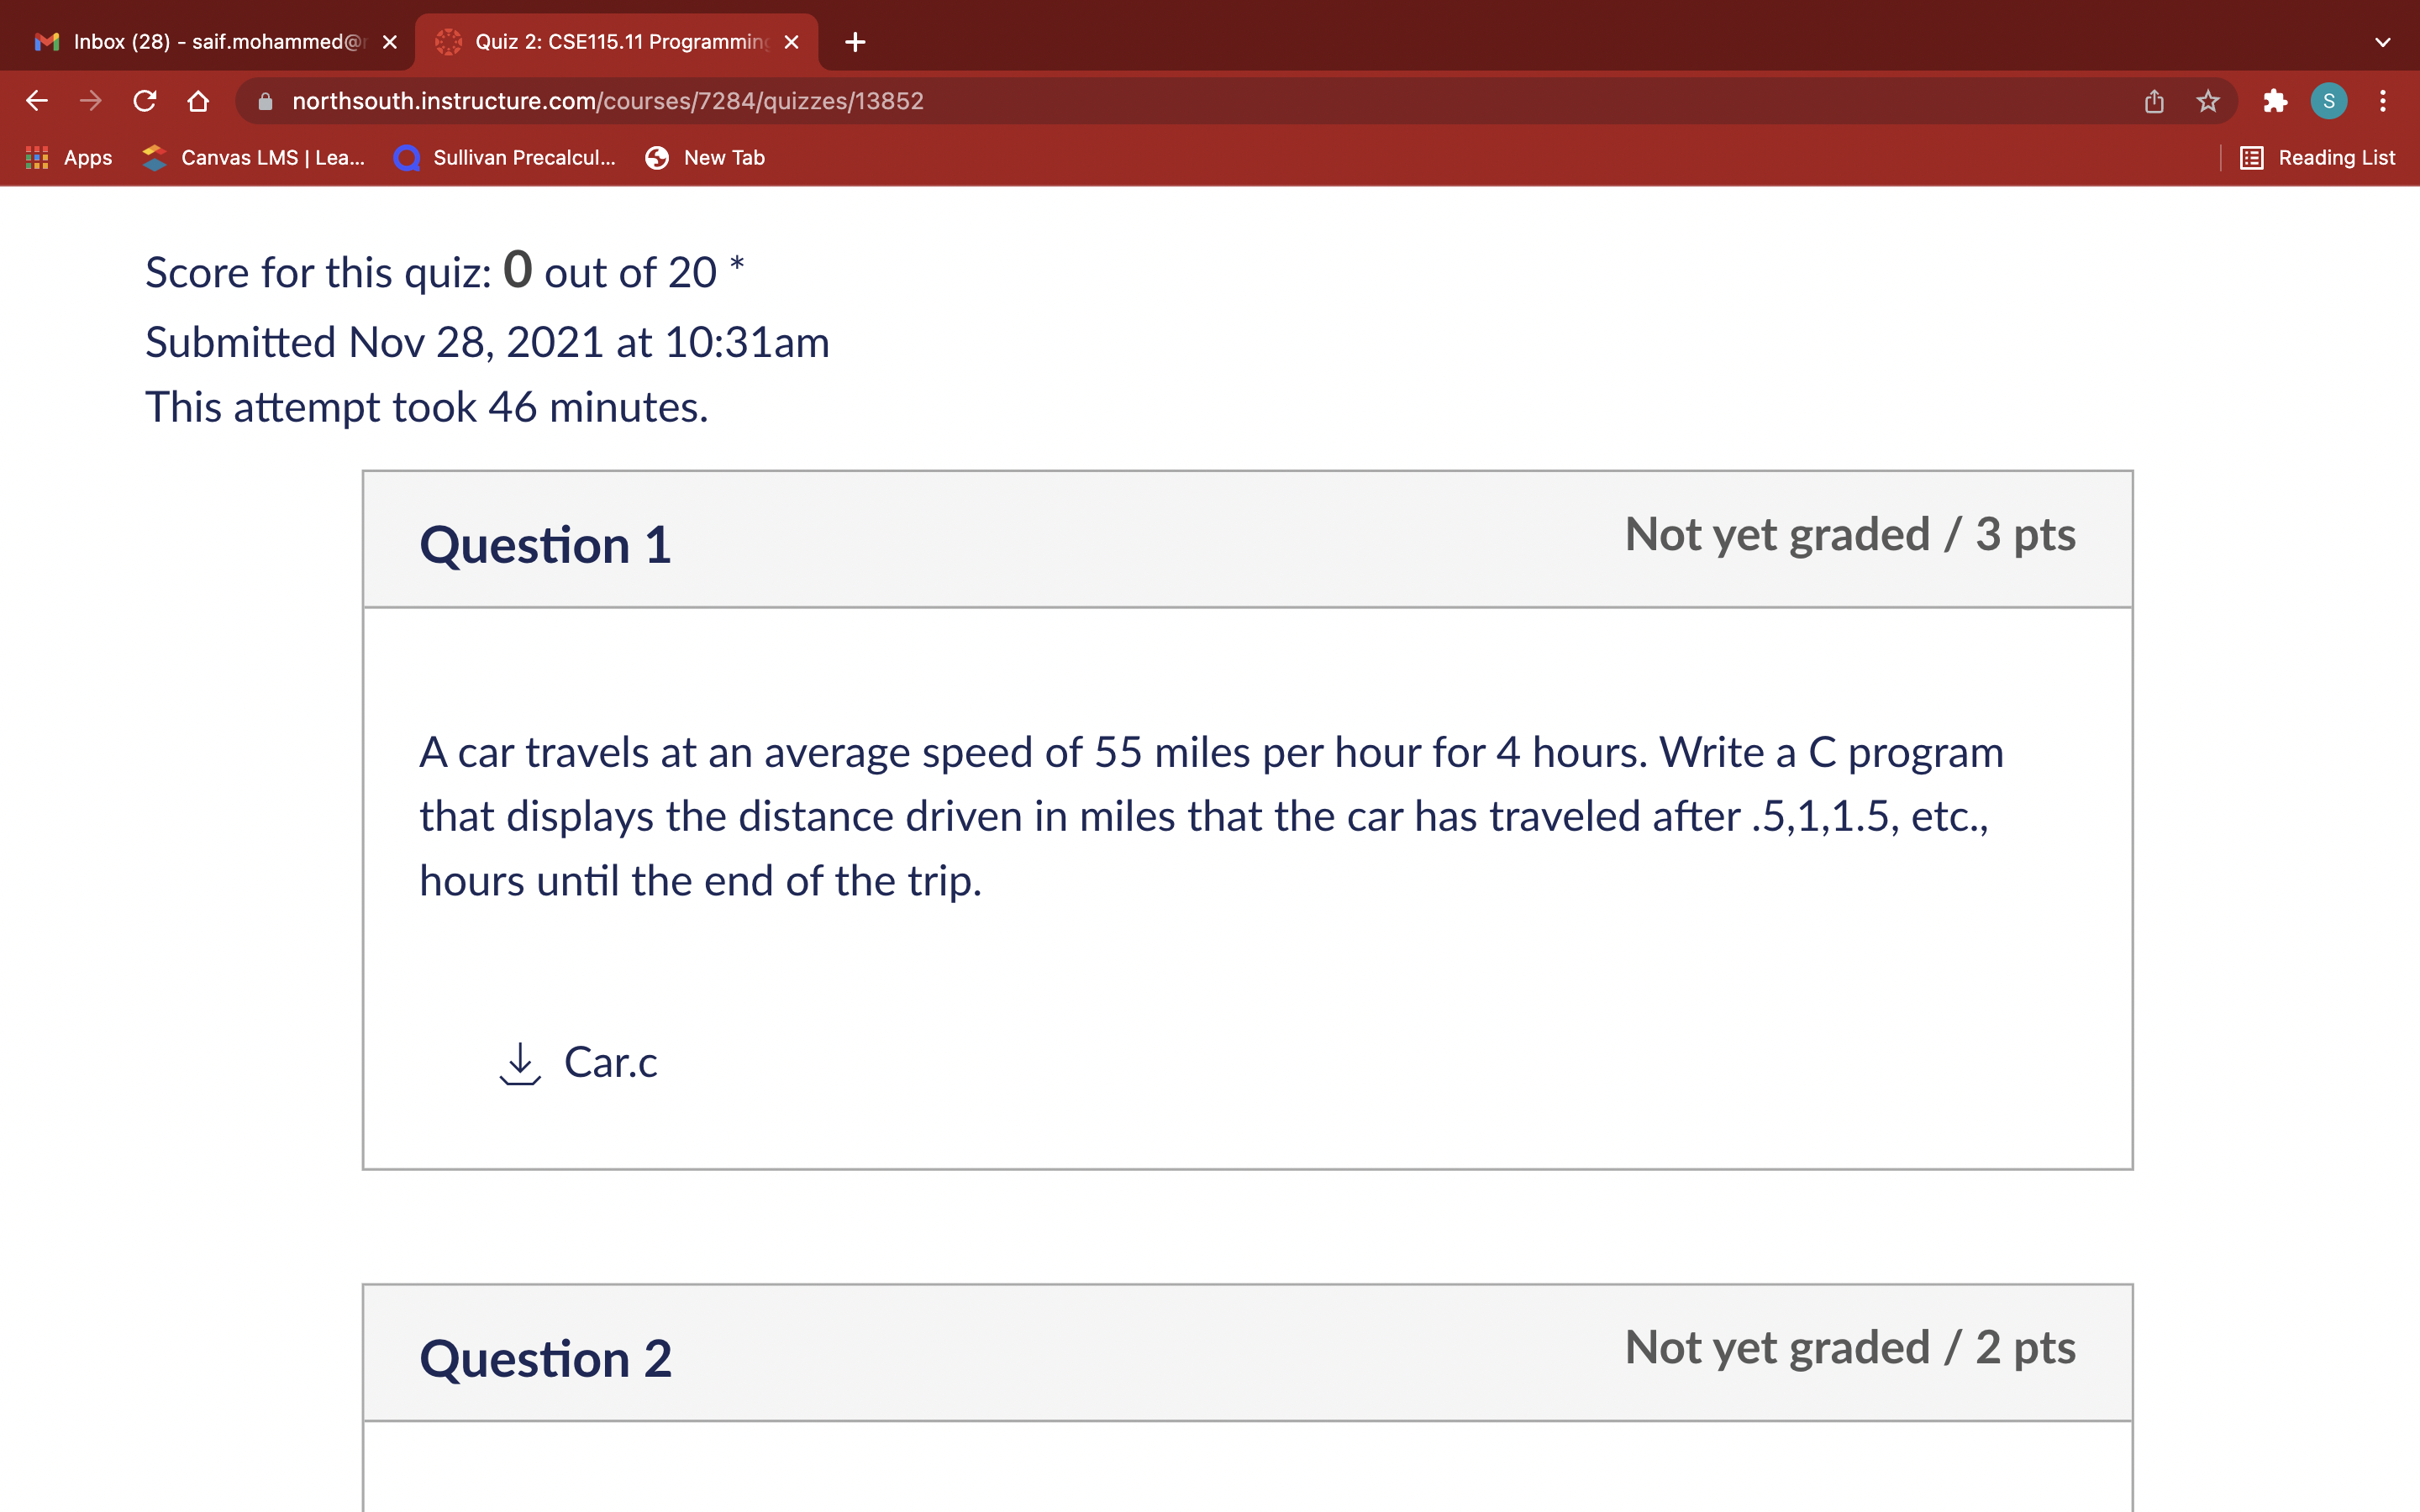 Inbox (28) - saif.mohammed@
Quiz 2: CSE115.11 Programming
northsouth.instructure.com/courses/7284/quizzes/13852
S
Apps
Canvas LMS | Lea...
Sullivan Precalcul...
New Tab
Reading List
Score for this quiz: 0 out of 20 *
Submitted Nov 28, 2021 at 10:31am
This attempt took 46 minutes.
Question 1
Not yet graded / 3 pts
A car travels at an average speed of 55 miles per hour for 4 hours. Write a C program
that displays the distance driven in miles that the car has traveled after .5,1,1.5, etc.,
hours until the end of the trip.
Car.c
Question 2
Not yet graded / 2 pts